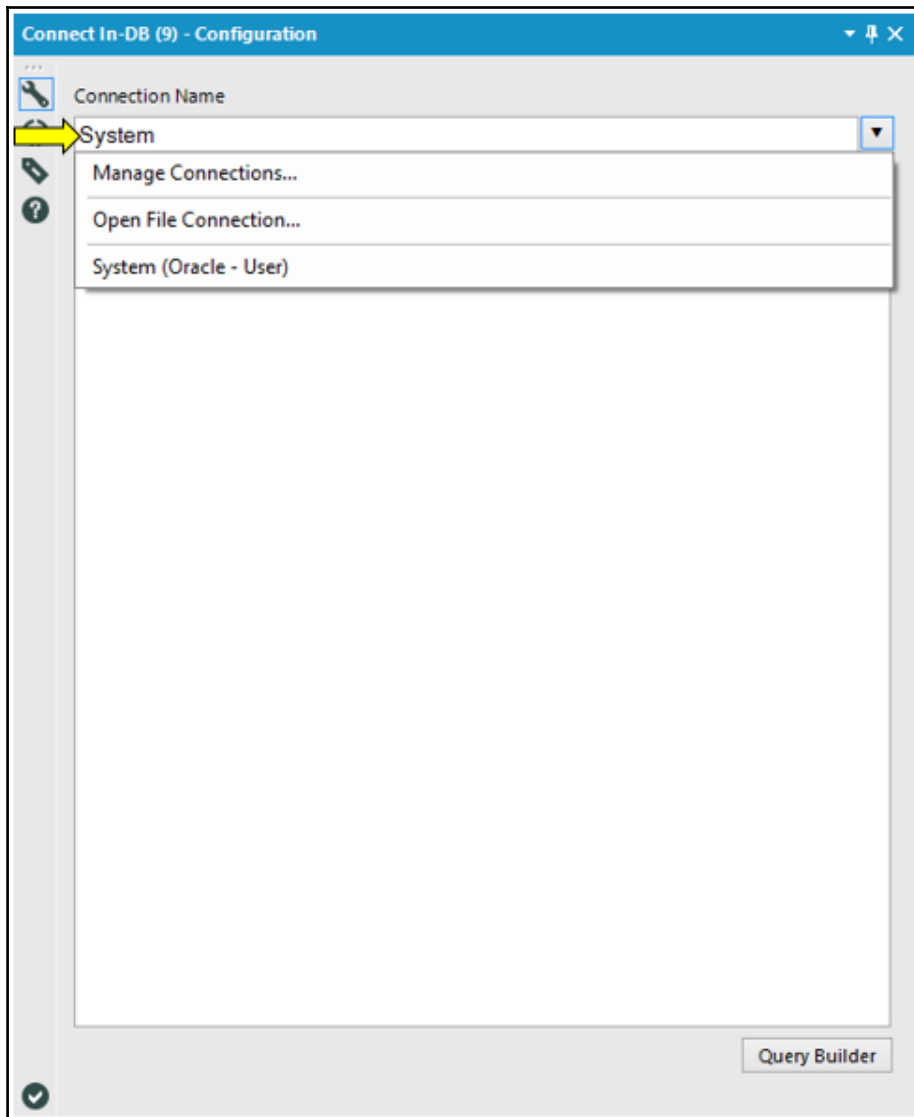 Connect In-DB (9) - Configuration
Connection Name
System
Manage Connections...
Open File Connection...
System (Oracle - User)
Query Builder